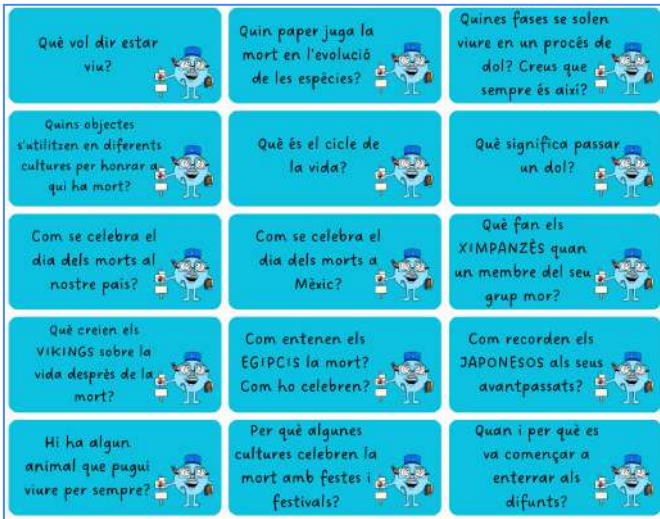 Què vol dir estar
viu?
Quin paper juga la
mort en l'evolució
de les espècies?
Quines fases se solen
viure en un procés de
dol? Creus que
sempre és així?
Quins objectes
s'utilitzen en diferents
cultures per honrar a
qui ha mort?
Què és el cicle de
la vida?
Què significa passar
un dol?
Com se celebra el
dia dels morts al
nostre país?
Com se celebra el
dia dels morts a
Mèxic?
Què fan els
XIMPANZÈS quan
un membre del seu
grup mor?
Què creien els
VIKINGS sobre la
vida desprès de la
mort?
Com entenen els
EGIPCIS la mort?
Com ho celebren?
Com recorden els
JAPONESOS als seus
avantpassats?
Hi ha algun
animal que pugui
viure per sempre?
Per què algunes
cultures celebren la
mort amb festes i
festivals?
Quan i per què es
va començar a
enterrar als
difunts?